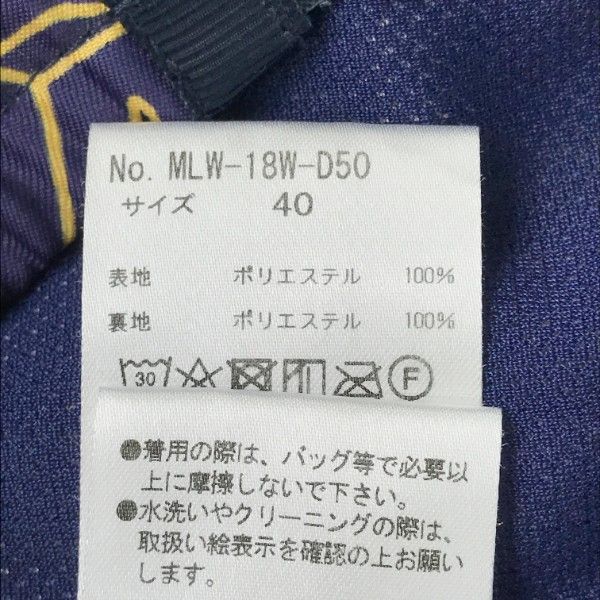 No. MLW-18W-D50
サイズ 40
表地 ポリエステル 100%
裏地 ポリエステル 100%
30 F
●着用の際は、バッグ等で必要以
上に摩擦しないで下さい。
●水洗いやクリーニングの際は、
取扱い絵表示を確認の上お願い
します。